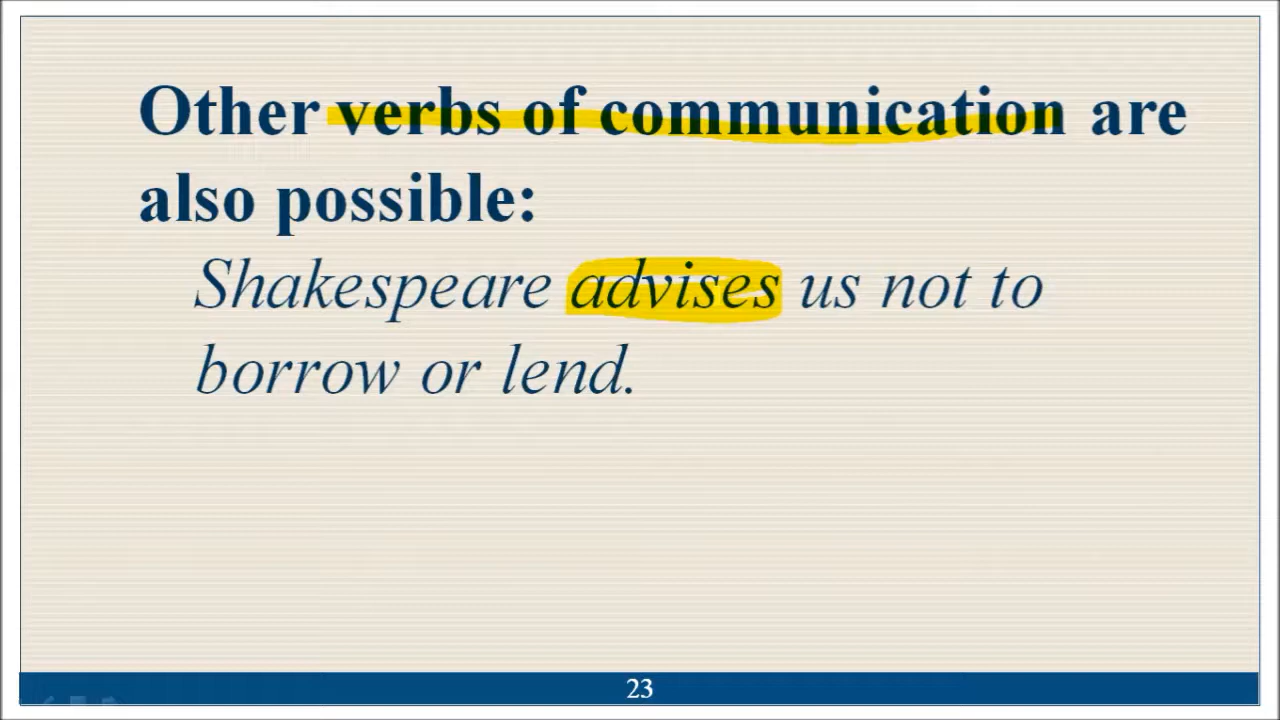 Other verbs of communication are
also possible:
Shakespeare advises us not to
borrow or lend.
23